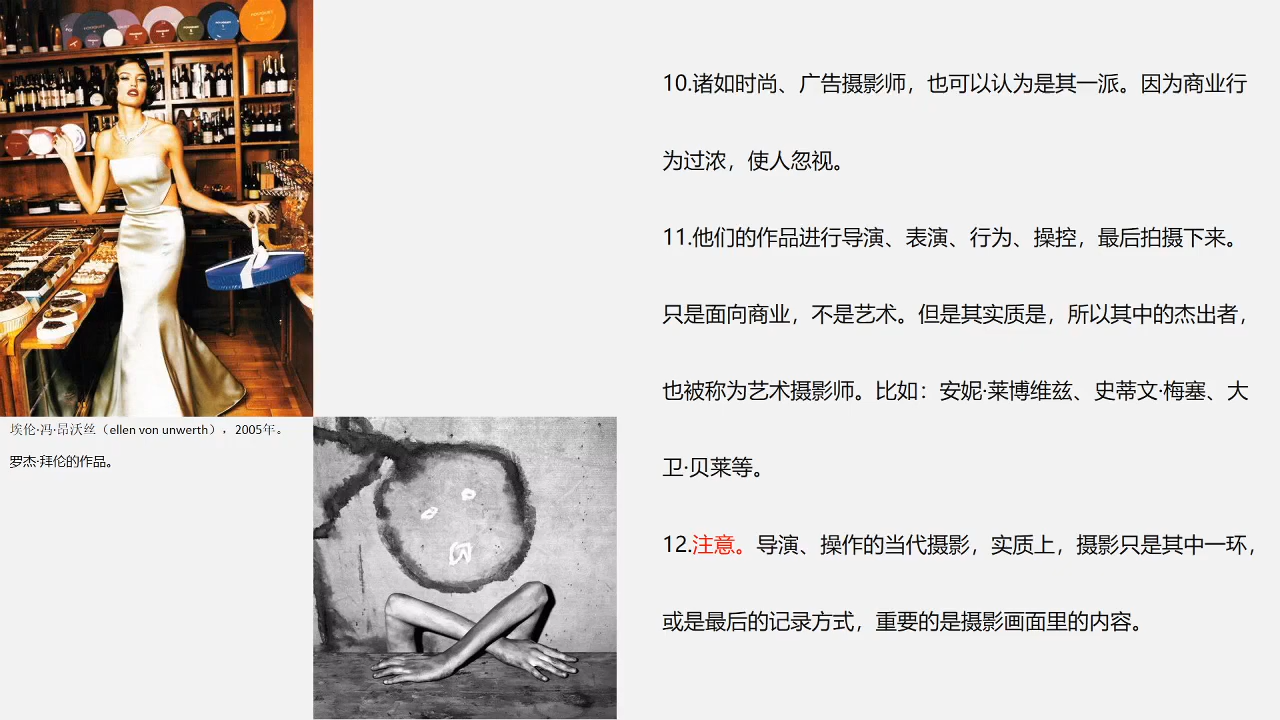 埃伦·冯·昂沃丝（ellen von unwerth），2005年。
罗杰·拜伦的作品。
10.诸如时尚、广告摄影师，也可以认为是其一派。因为商业行
为过浓，使人忽视。
11.他们的作品进行导演、表演、行为、操控，最后拍摄下来。
只是面向商业，不是艺术。但是其实质是，所以其中的杰出者，
也被称为艺术摄影师。比如：安妮·莱博维兹、史蒂文·梅塞、大
卫·贝莱等。
12.注意。导演、操作的当代摄影，实质上，摄影只是其中一环，
或是最后的记录方式，重要的是摄影画面里的内容。